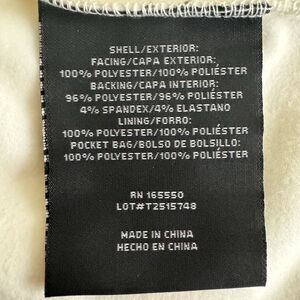 SHELL/EXTERIOR:
FACING/CAPA EXTERIOR:
100% POLYESTER/100% POLIÉSTER
BACKING/CAPA INTERIOR:
96% POLYESTER/96% POLIÉSTER
4% SPANDEX/4% ELASTANO
LINING/FORRO:
100% POLYESTER/100% POLIÉSTER
POCKET BAG/BOLSO DE BOLSILLO:
100% POLYESTER/100% POLIÉSTER
RN 165550
LOT#T2515748
MADE IN CHINA
HECHO EN CHINA